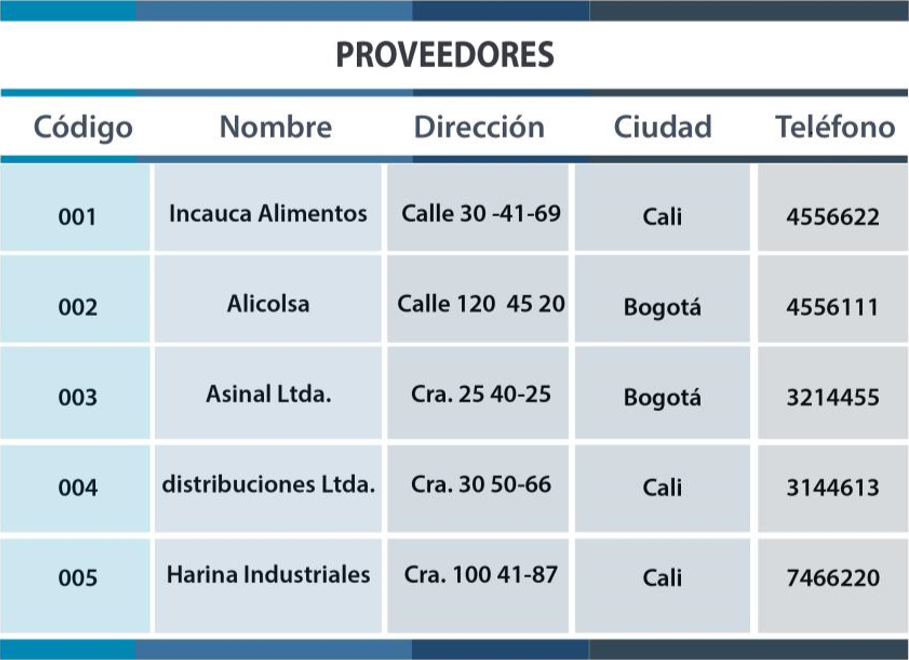 PROVEEDORES
Código Nombre Dirección Ciudad Teléfono
001 Incauca Alimentos Calle 30 -41-69 Cali 4556622
002 Alicolsa Calle 120 45 20 Bogotá 4556111
003 Asinal Ltda. Cra. 25 40-25 Bogotá 3214455
004 distribuciones Ltda. Cra. 30 50-66 Cali 3144613
005 Harina Industriales Cra. 100 41-87 Cali 7466220